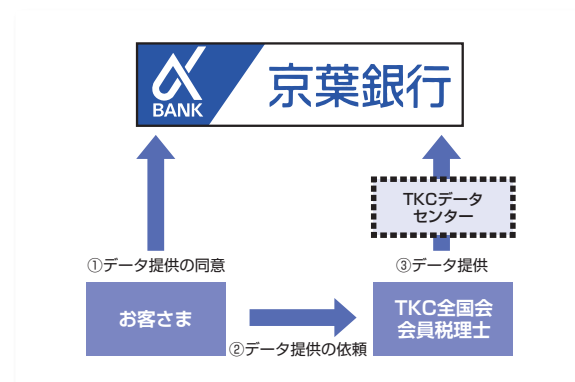 BANK
京葉銀行
TKCデータ
センター
①データ提供の同意
③データ提供
お客さま
TKC全国会
会員税理士
②データ提供の依頼